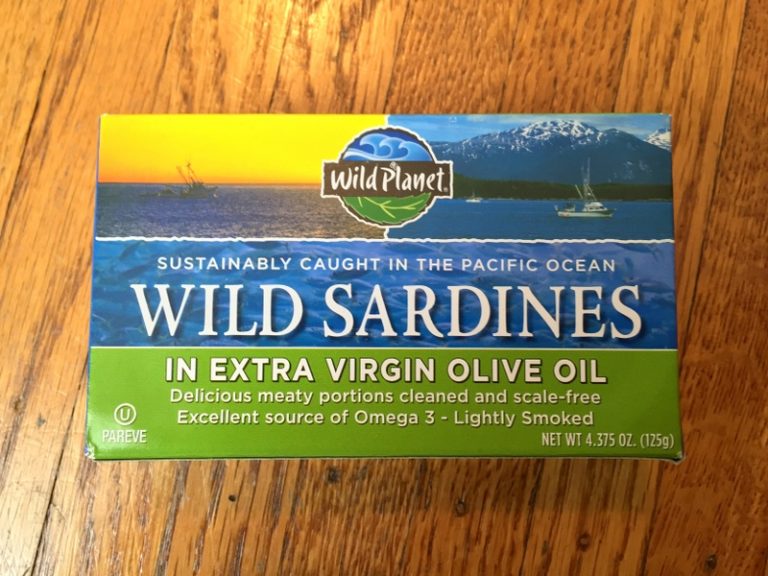 Wild Planet®
SUSTAINABLY CAUGHT IN THE PACIFIC OCEAN
WILD SARDINES
IN EXTRA VIRGIN OLIVE OIL
Delicious meaty portions cleaned and scale-free
Excellent source of Omega 3 - Lightly Smoked
U
PAREVE
NET WT 4.375 OZ. (125g)